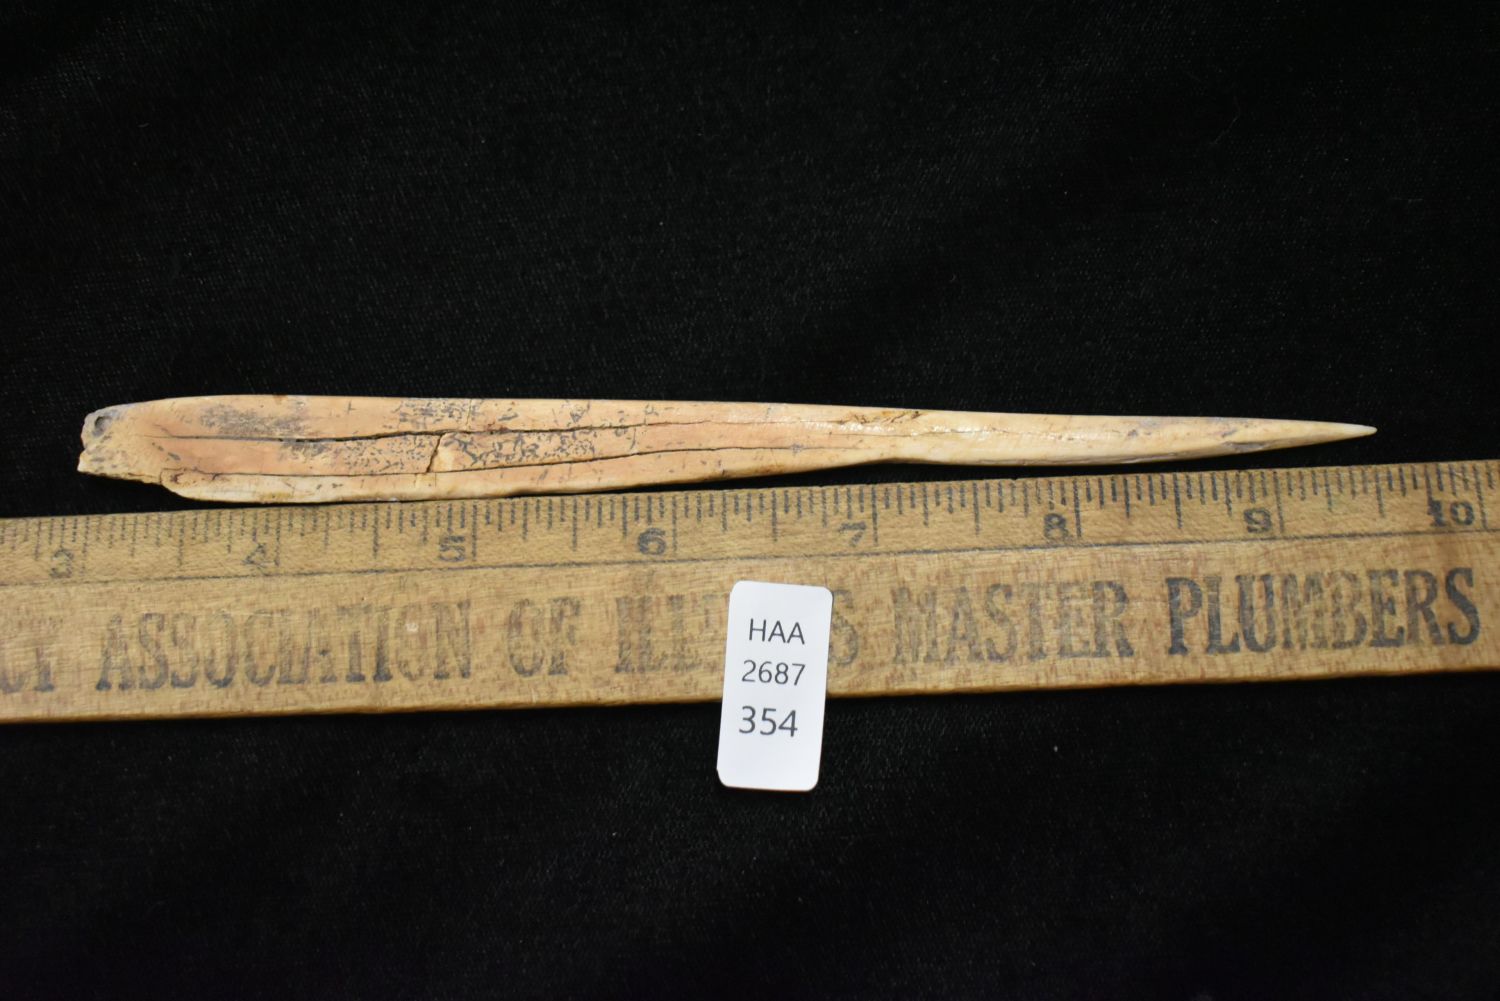 3 4 5 6 7 8 9 10
ASSOCIATION OF MASTER PLUMBERS
HAA
2687
354